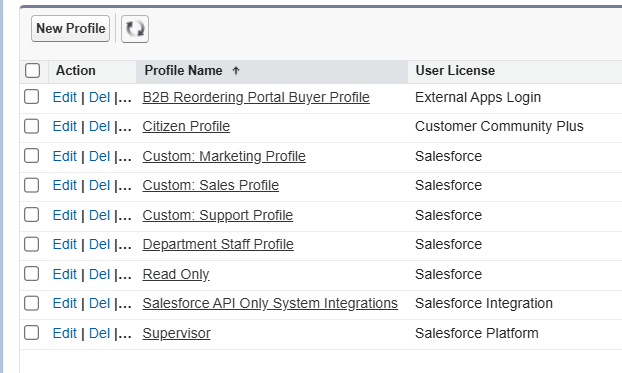 New Profile
Action Profile Name ↑ User License
Edit | Del |... B2B Reordering Portal Buyer Profile External Apps Login
Edit | Del |... Citizen Profile Customer Community Plus
Edit | Del |... Custom: Marketing Profile Salesforce
Edit | Del |... Custom: Sales Profile Salesforce
Edit | Del |... Custom: Support Profile Salesforce
Edit | Del |... Department Staff Profile Salesforce
Edit | Del |... Read Only Salesforce
Edit | Del |... Salesforce API Only System Integrations Salesforce Integration
Edit | Del |... Supervisor Salesforce Platform